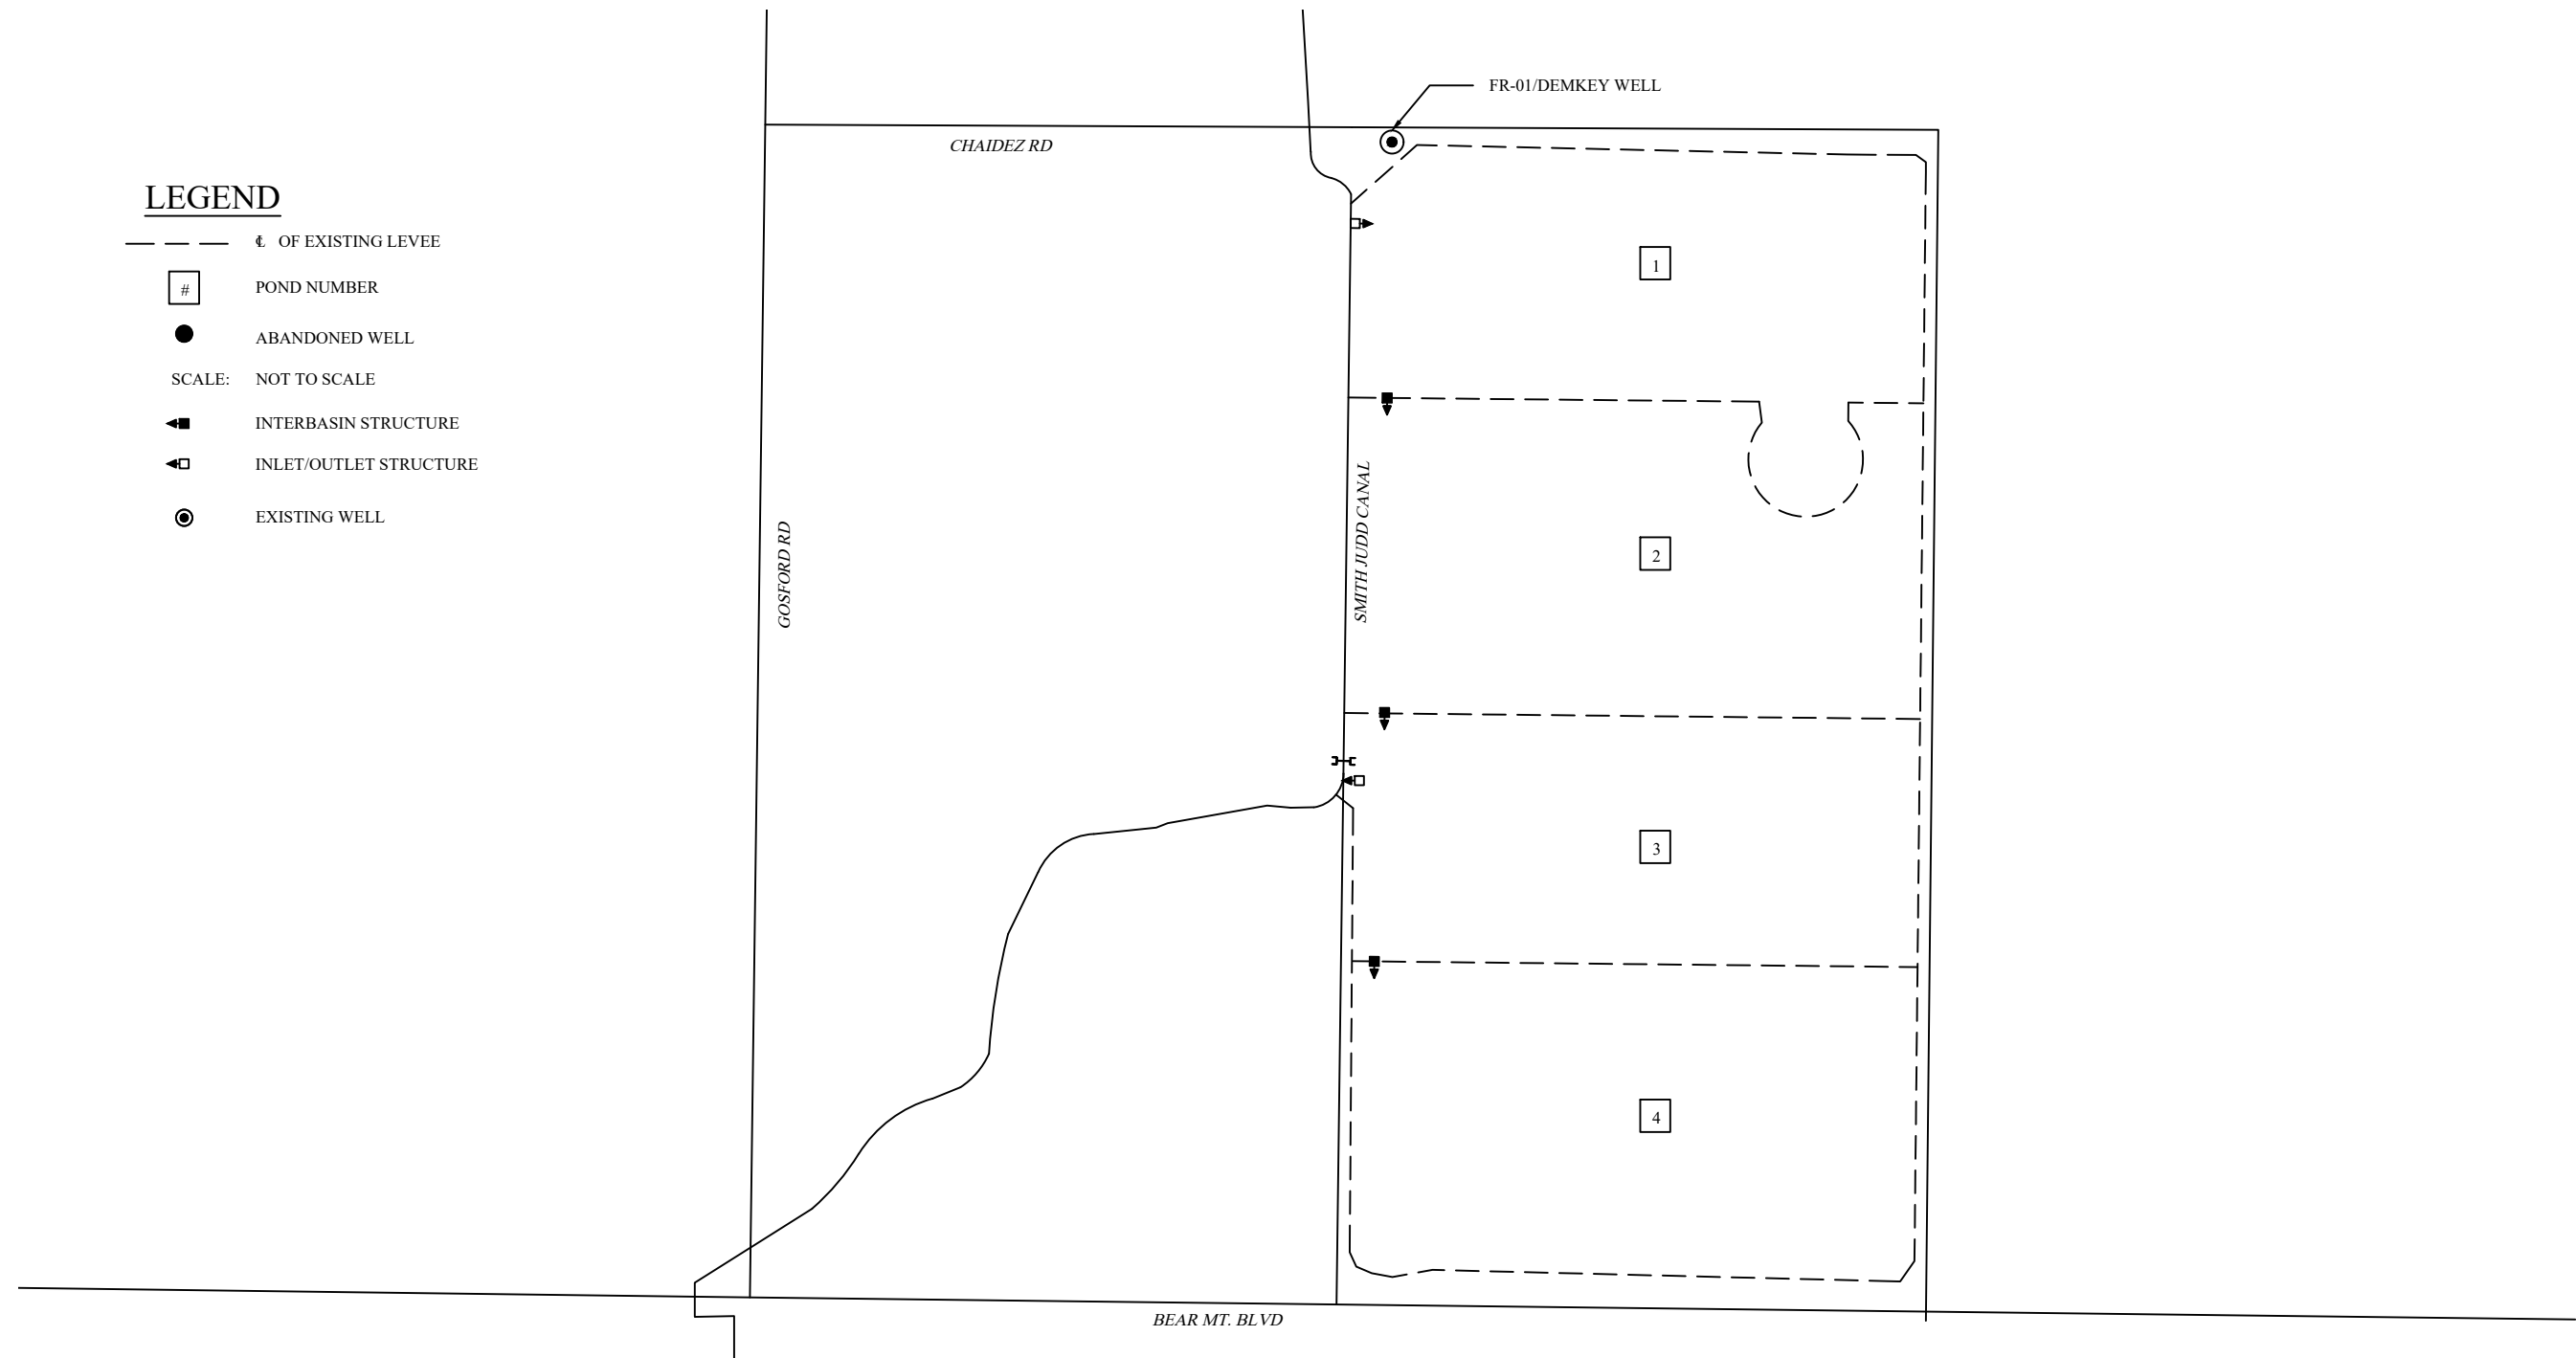 FR-01/DEMKEY WELL
CHAIDEZ RD
LEGEND
℄ OF EXISTING LEVEE
# POND NUMBER
ABANDONED WELL
SCALE: NOT TO SCALE
INTERBASIN STRUCTURE
INLET/OUTLET STRUCTURE
EXISTING WELL
GOSFORD RD
SMITH JUDD CANAL
1
2
3
4
BEAR MT. BLVD